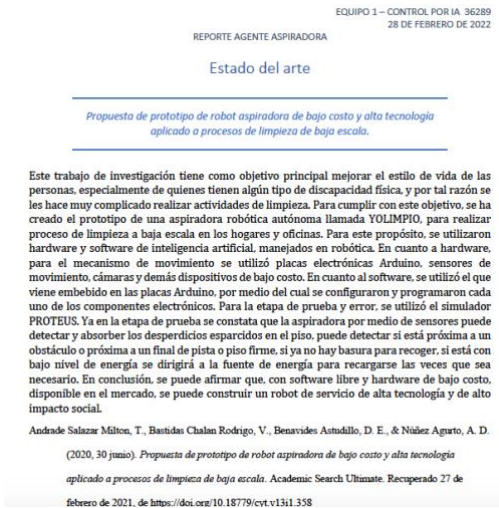 EQUIPO 1 – CONTROL POR IA 36289
28 DE FEBRERO DE 2022
REPORTE AGENTE ASPIRADORA
Estado del arte
Propuesta de prototipo de robot aspiradora de bajo costo y alta tecnología
aplicado a procesos de limpieza de baja escala.
Este trabajo de investigación tiene como objetivo principal mejorar el estilo de vida de las
personas, especialmente de quienes tienen algún tipo de discapacidad física, y por tal razón se
les hace muy complicado realizar actividades de limpieza. Para cumplir con este objetivo, se ha
creado el prototipo de una aspiradora robótica autónoma llamada YOLIMPIO, para realizar
proceso de limpieza a baja escala en los hogares y oficinas. Para este propósito, se utilizaron
hardware y software de inteligencia artificial, manejados en robótica. En cuanto a hardware,
para el mecanismo de movimiento se utilizó placas electrónicas Arduino, sensores de
movimiento, cámaras y demás dispositivos de bajo costo. En cuanto al software, se utilizó el que
viene embebido en las placas Arduino, por medio del cual se configuraron y programaron cada
uno de los componentes electrónicos. Para la etapa de prueba y error, se utilizó el simulador
PROTEUS. Ya en la etapa de prueba se constata que la aspiradora por medio de sensores puede
detectar y absorber los desperdicios esparcidos en el piso, puede detectar si está próxima a un
obstáculo o próxima a un final de pista o piso firme, si ya no hay basura para recoger, si está con
bajo nivel de energía se dirigirá a la fuente de energía para recargarse las veces que sea
necesario. En conclusión, se puede afirmar que, con software libre y hardware de bajo costo,
disponible en el mercado, se puede construir un robot de servicio de alta tecnología y de alto
impacto social.
Andrade Salazar Milton, T., Bastidas Chalan Rodrigo, V., Benavides Astudillo, D. E., & Núñez Agurto, A. D.
(2020, 30 junio). Propuesta de prototipo de robot aspiradora de bajo costo y alta tecnología
aplicado a procesos de limpieza de baja escala. Academic Search Ultimate. Recuperado 27 de
febrero de 2021, de https://doi.org/10.18779/cyt.v13i1.358